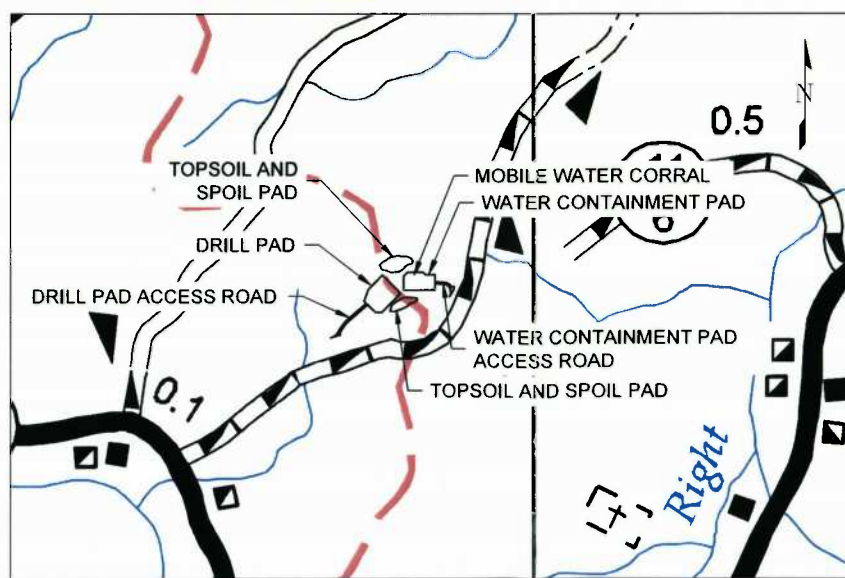 N
0.5
TOPSOIL AND
SPOIL PAD
MOBILE WATER CORRAL
WATER CONTAINMENT PAD
DRILL PAD
DRILL PAD ACCESS ROAD
WATER CONTAINMENT PAD
ACCESS ROAD
TOPSOIL AND SPOIL PAD
0.1
Right